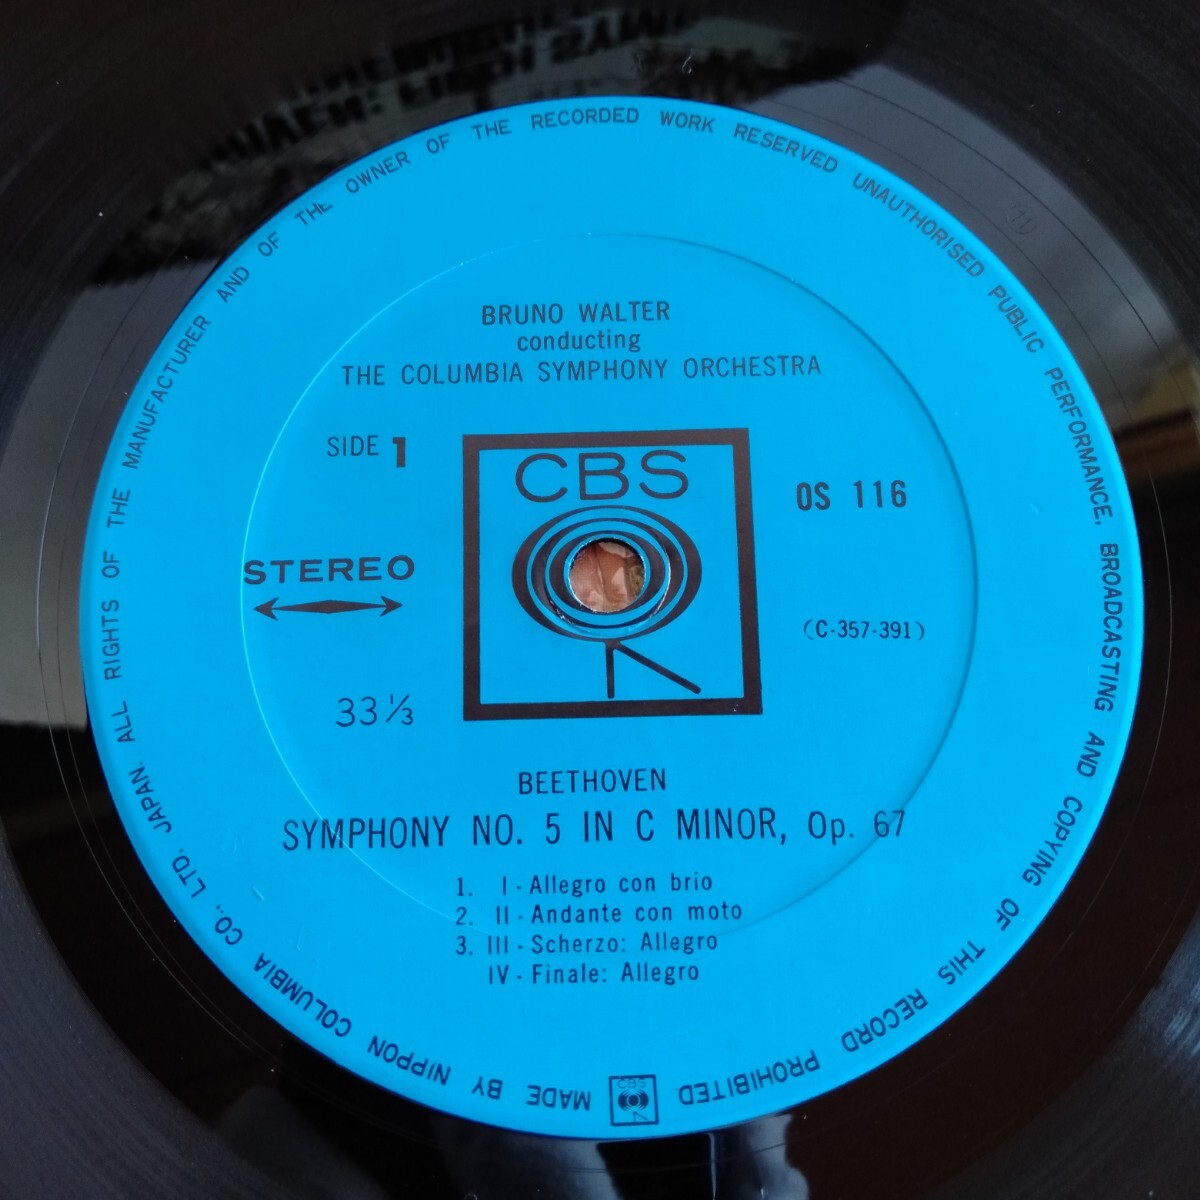 MADE BY NIPPON COLUMBIA CO., LTD. JAPAN. ALL RIGHTS OF THE MANUFACTURER AND OF THE OWNER OF THE RECORDED WORK RESERVED UNAUTHORISED PUBLIC PERFORMANCE, BROADCASTING AND COPYING OF THIS RECORD PROHIBITED
BRUNO WALTER
conducting
THE COLUMBIA SYMPHONY ORCHESTRA
SIDE 1
CBS
OS 116
STEREO
(C-357-391)
33 1/3
BEETHOVEN
SYMPHONY NO. 5 IN C MINOR, Op. 67
1. I - Allegro con brio
2. II - Andante con moto
3. III - Scherzo: Allegro
IV - Finale: Allegro
CBS